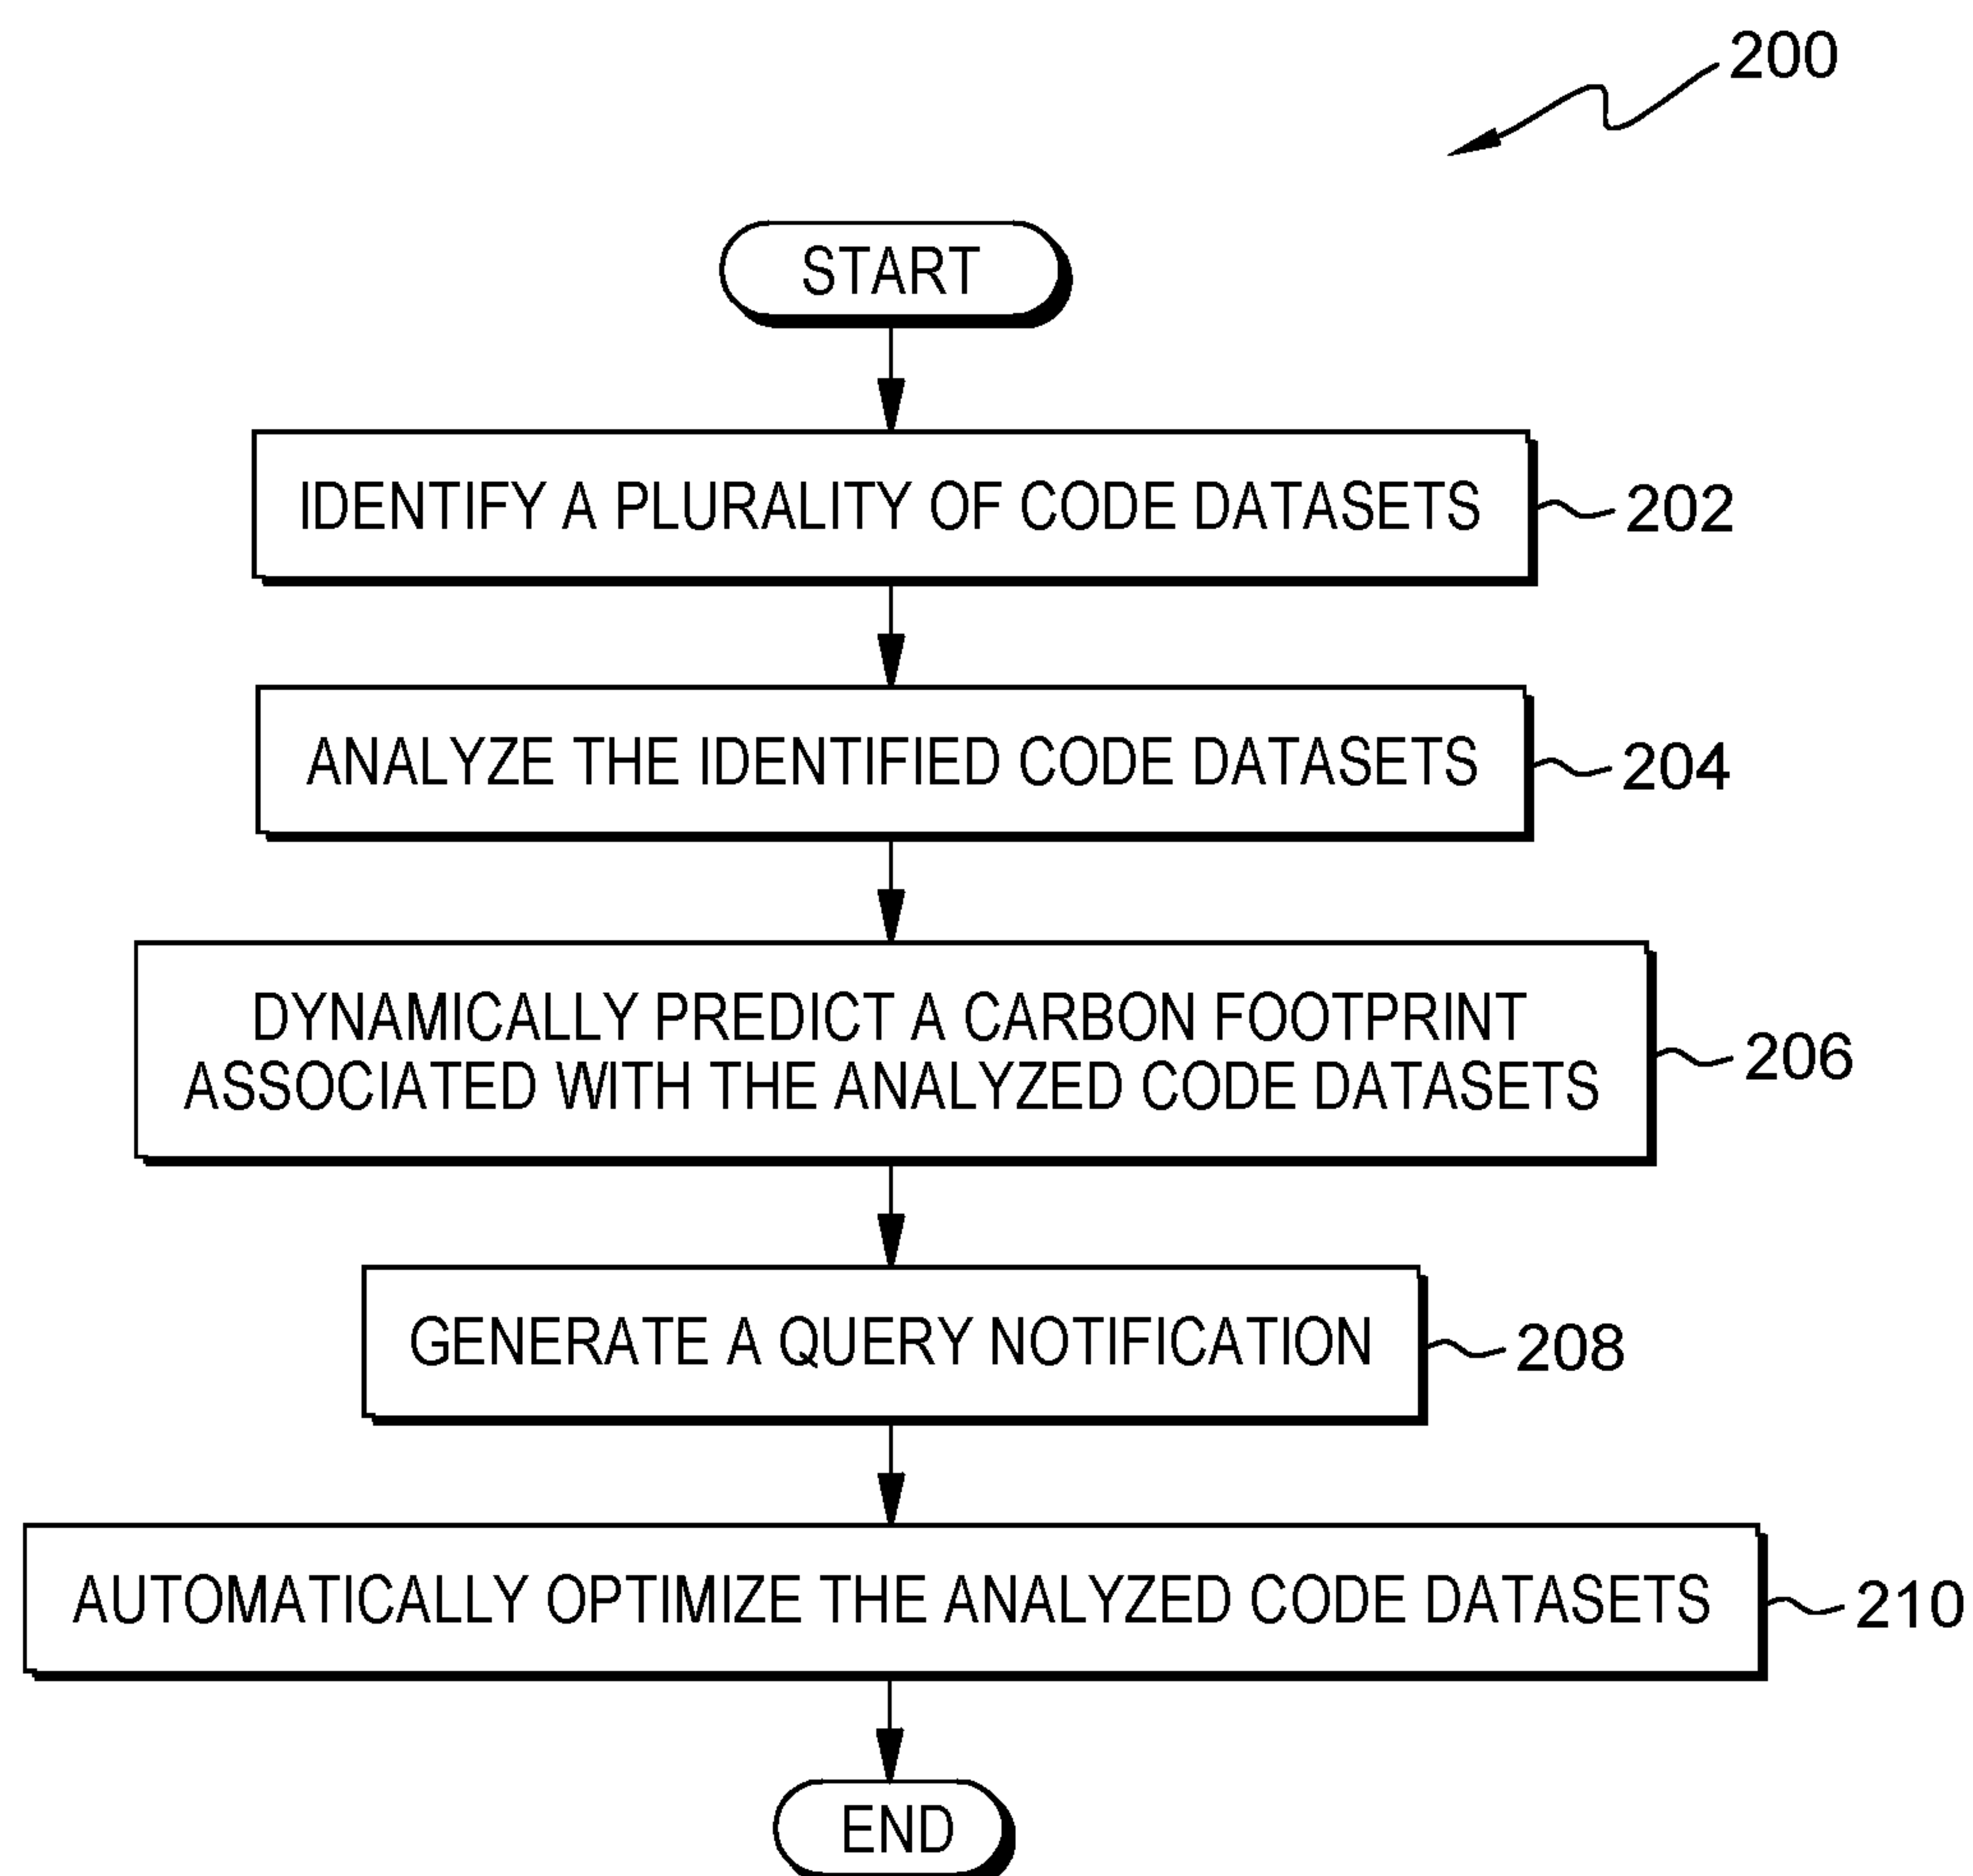 200
START
IDENTIFY A PLURALITY OF CODE DATASETS
202
ANALYZE THE IDENTIFIED CODE DATASETS
204
DYNAMICALLY PREDICT A CARBON FOOTPRINT
ASSOCIATED WITH THE ANALYZED CODE DATASETS
206
GENERATE A QUERY NOTIFICATION
208
AUTOMATICALLY OPTIMIZE THE ANALYZED CODE DATASETS
210
END